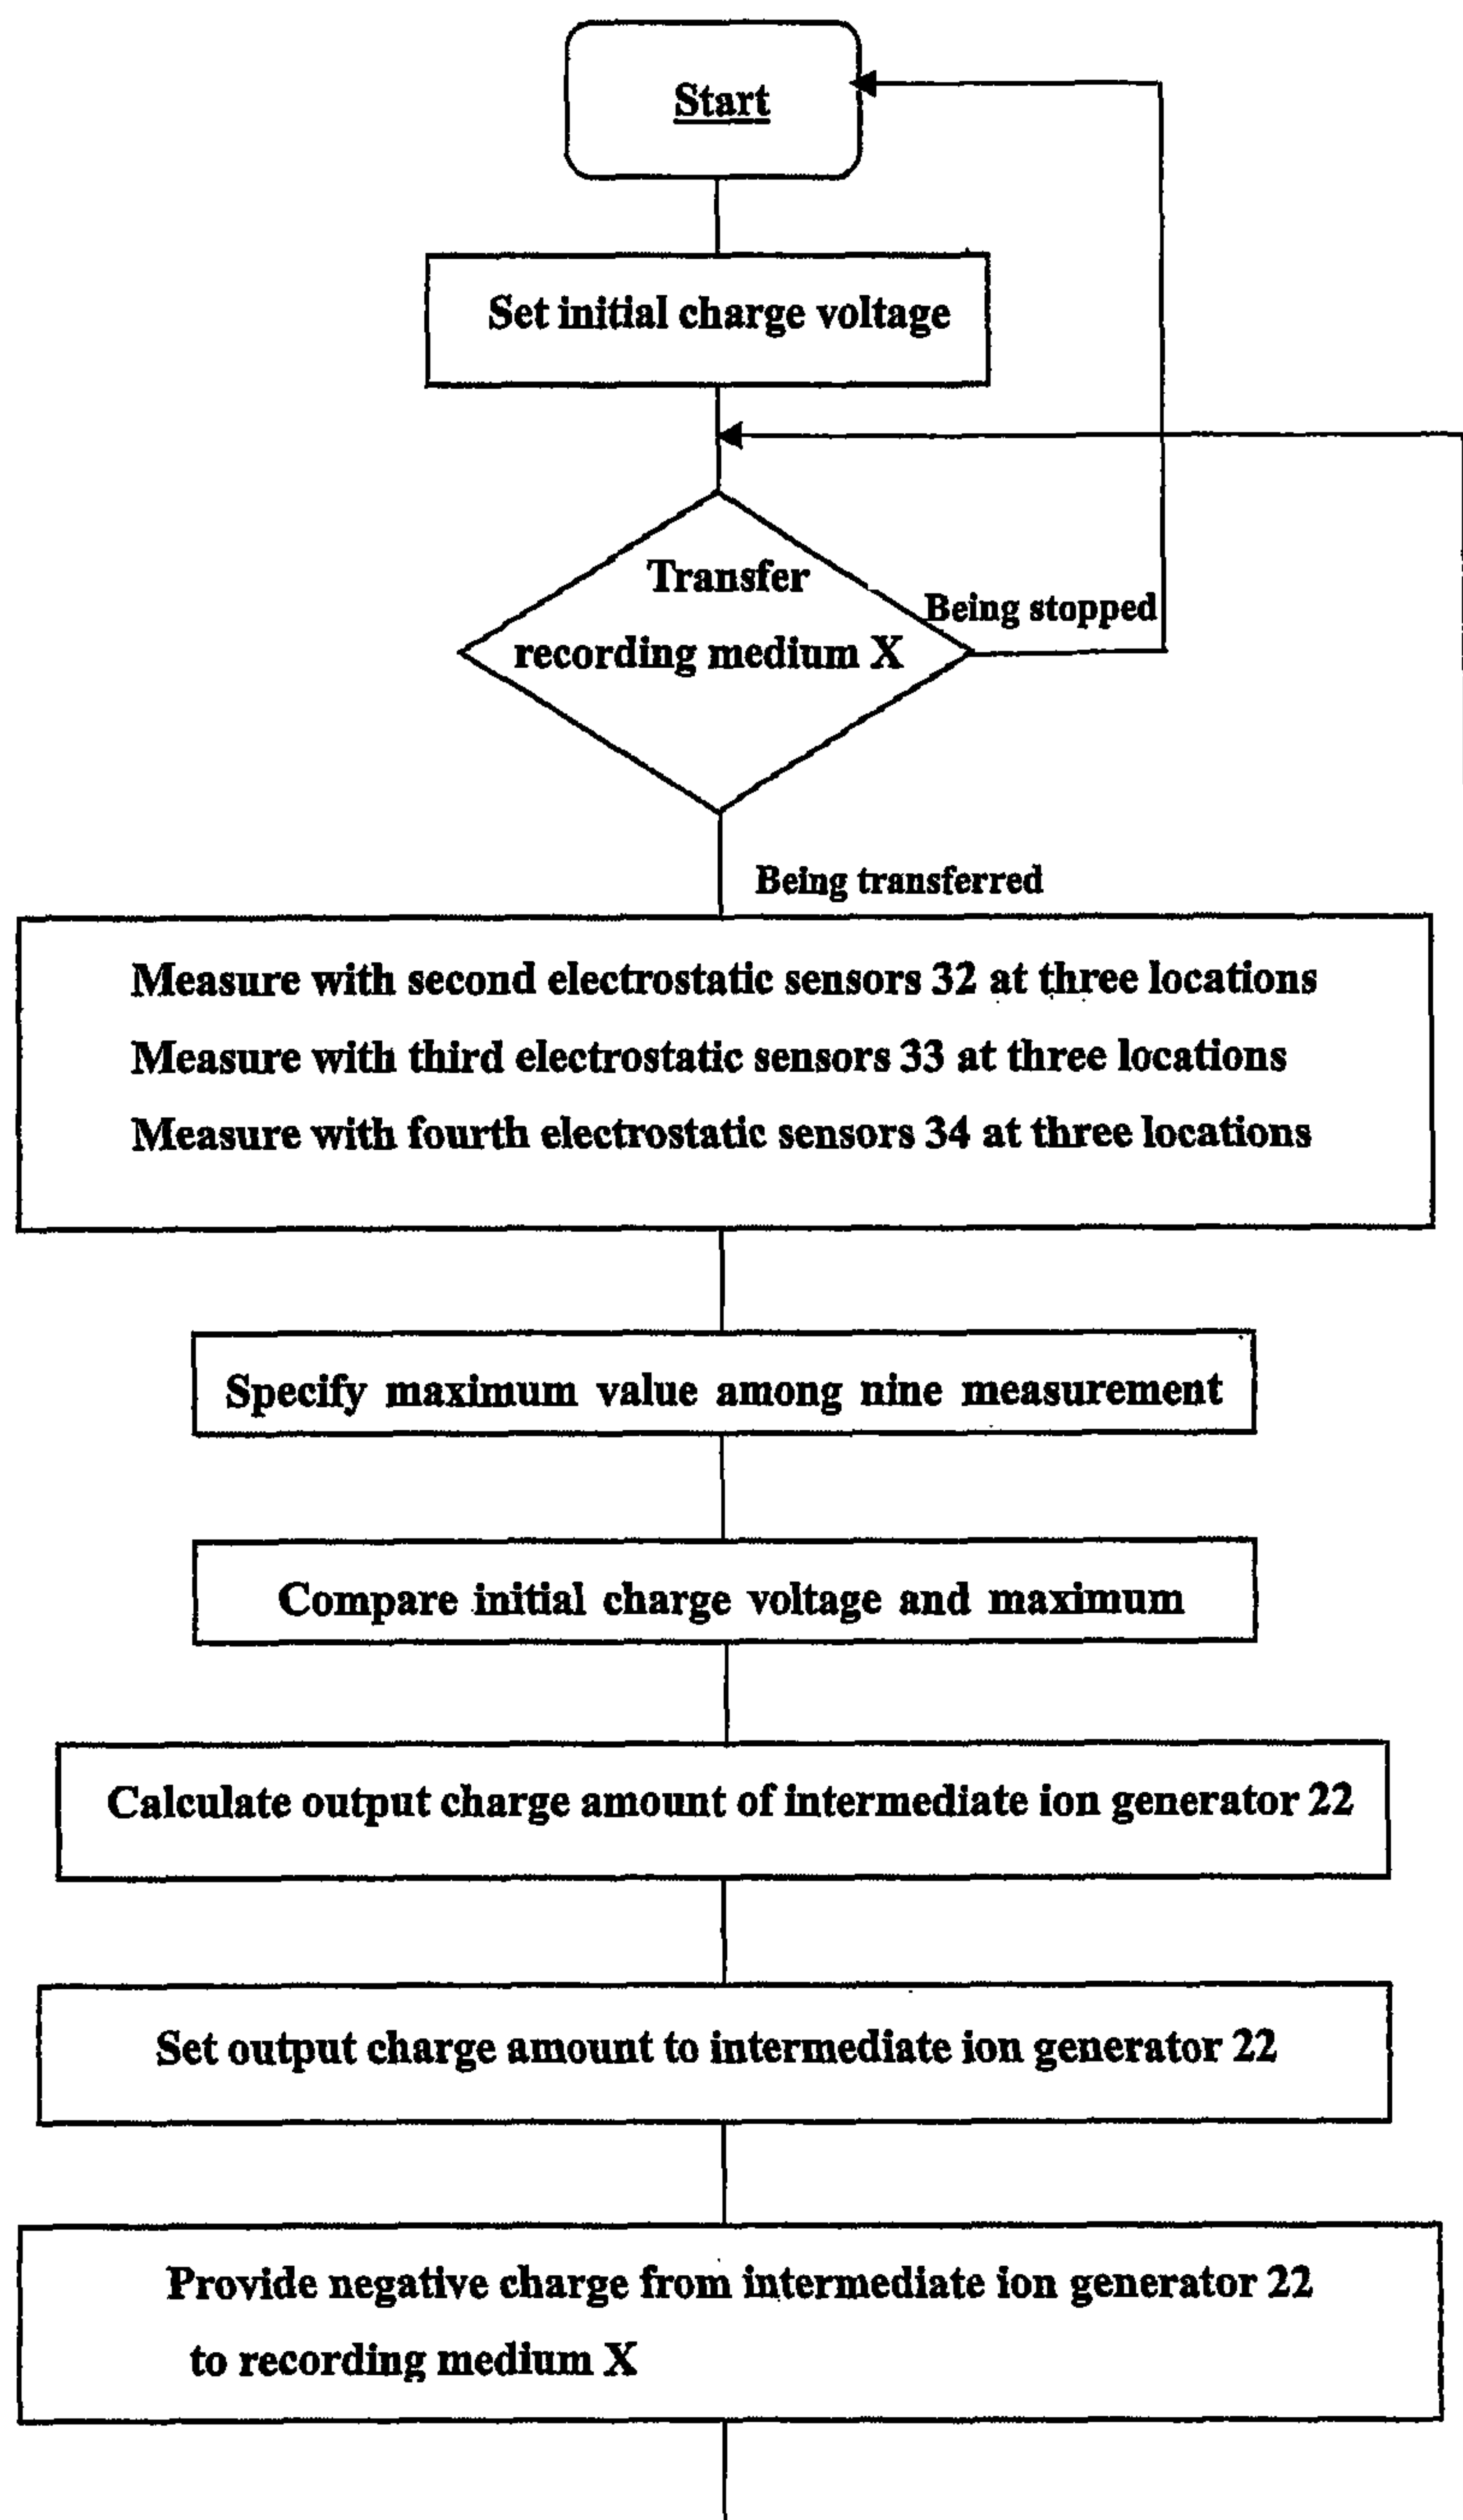 Start
Set initial charge voltage
Transfer
recording medium X
Being stopped
Being transferred
Measure with second electrostatic sensors 32 at three locations
Measure with third electrostatic sensors 33 at three locations
Measure with fourth electrostatic sensors 34 at three locations
Specify maximum value among nine measurement
Compare initial charge voltage and maximum
Calculate output charge amount of intermediate ion generator 22
Set output charge amount to intermediate ion generator 22
Provide negative charge from intermediate ion generator 22
to recording medium X